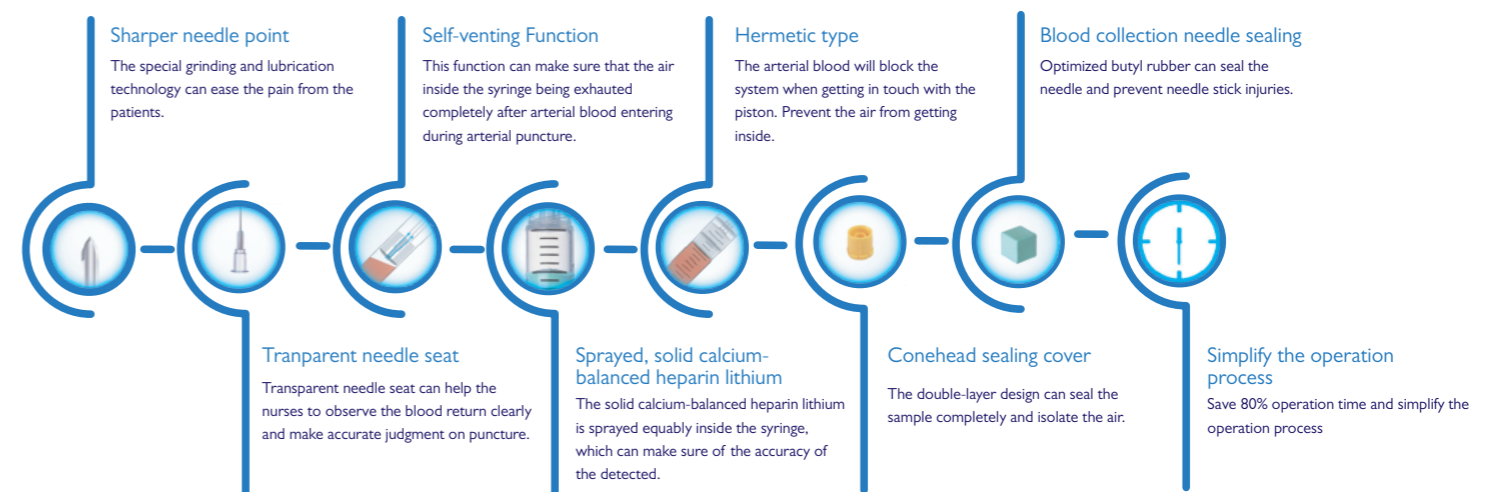 Sharper needle point
The special grinding and lubrication
technology can ease the pain from the
patients.
Self-venting Function
This function can make sure that the air
inside the syringe being exhauted
completely after arterial blood entering
during arterial puncture.
Hermetic type
The arterial blood will block the
system when getting in touch with the
piston. Prevent the air from getting
inside.
Blood collection needle sealing
Optimized butyl rubber can seal the
needle and prevent needle stick injuries.
Tranparent needle seat
Transparent needle seat can help the
nurses to observe the blood return clearly
and make accurate judgment on puncture.
Sprayed, solid calcium-
balanced heparin lithium
The solid calcium-balanced heparin lithium
is sprayed equably inside the syringe,
which can make sure of the accuracy of
the detected.
Conehead sealing cover
The double-layer design can seal the
sample completely and isolate the air.
Simplify the operation
process
Save 80% operation time and simplify the
operation process